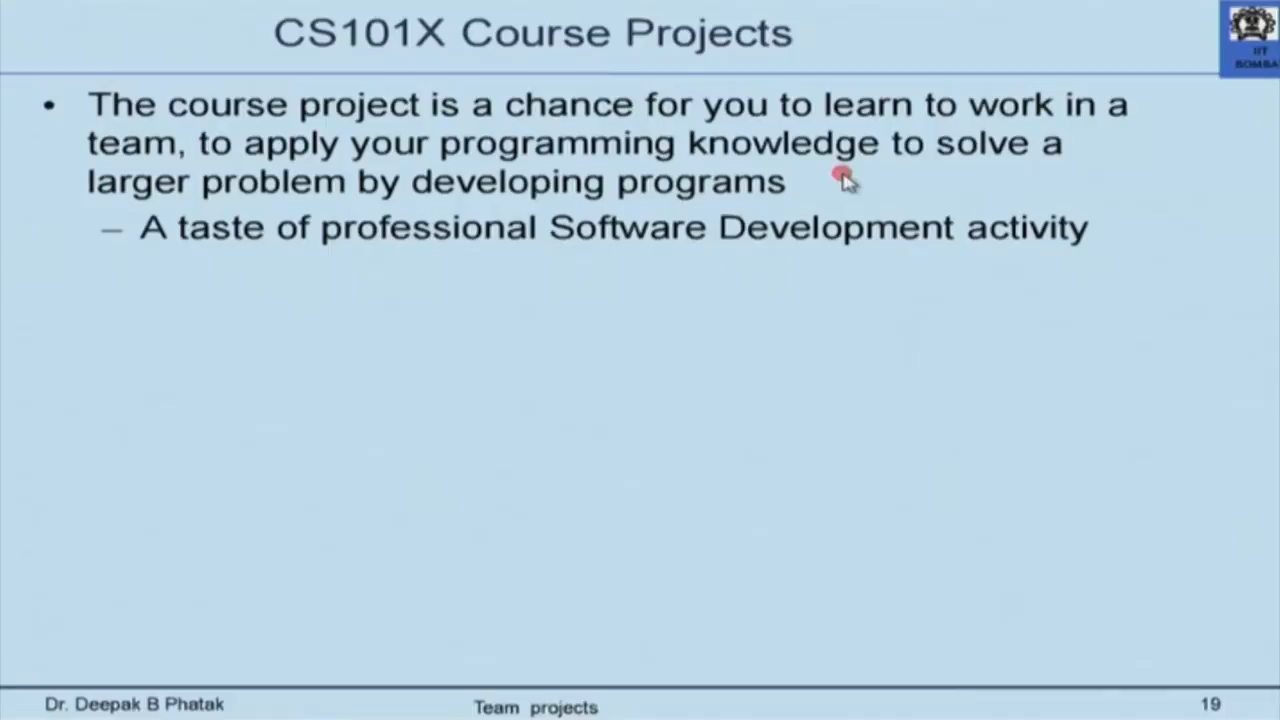 CS101X Course Projects
IIT
BOMBA
• The course project is a chance for you to learn to work in a
team, to apply your programming knowledge to solve a
larger problem by developing programs
– A taste of professional Software Development activity
Dr. Deepak B Phatak
Team projects
19